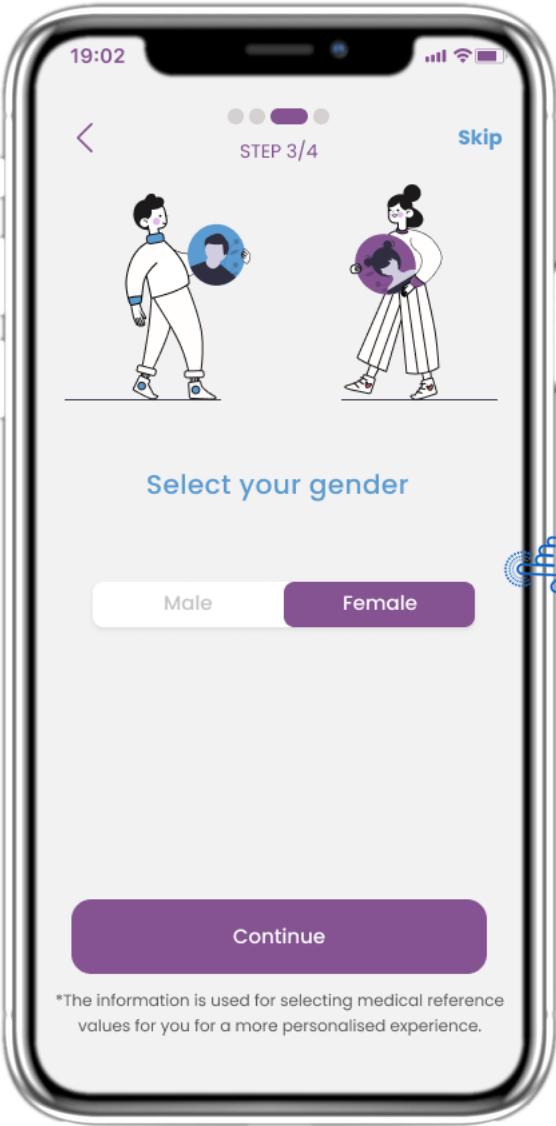 19:02
Skip
STEP 3/4
Select your gender
Male Female
Continue
*The information is used for selecting medical reference
values for you for a more personalised experience.